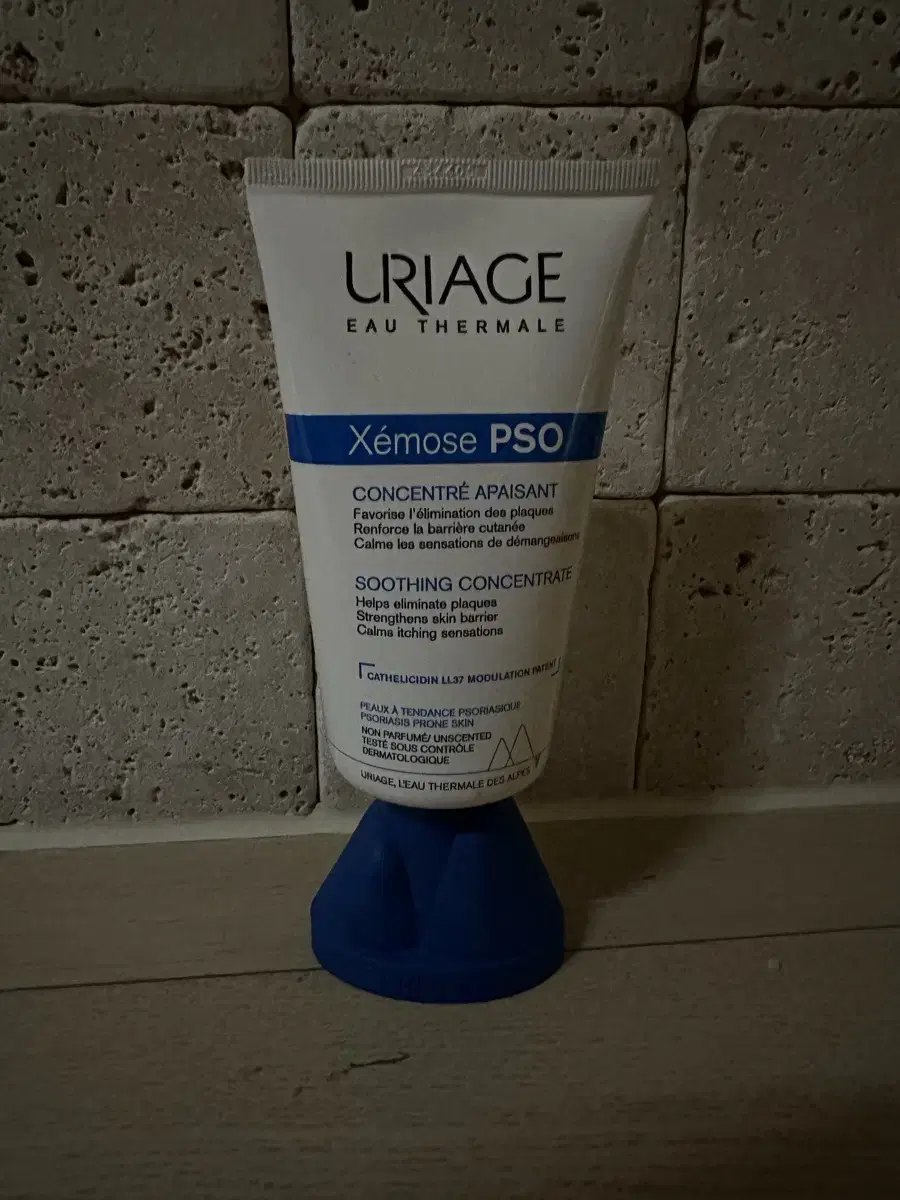 URIAGE
EAU THERMALE
Xémose PSO
CONCENTRÉ APAISANT
Favorise l'élimination des plaques
Renforce la barrière cutanée
Calme les sensations de démangeaisons
SOOTHING CONCENTRATE
Helps eliminate plaques
Strengthens skin barrier
Calms itching sensations
CATHELICIDIN LL37 MODULATION PATENT
PEAUX À TENDANCE PSORIASIQUE
PSORIASIS PRONE SKIN
NON PARFUMÉ/ UNSCENTED
TESTÉ SOUS CONTRÔLE
DERMATOLOGIQUE
URIAGE, L'EAU THERMALE DES ALPES